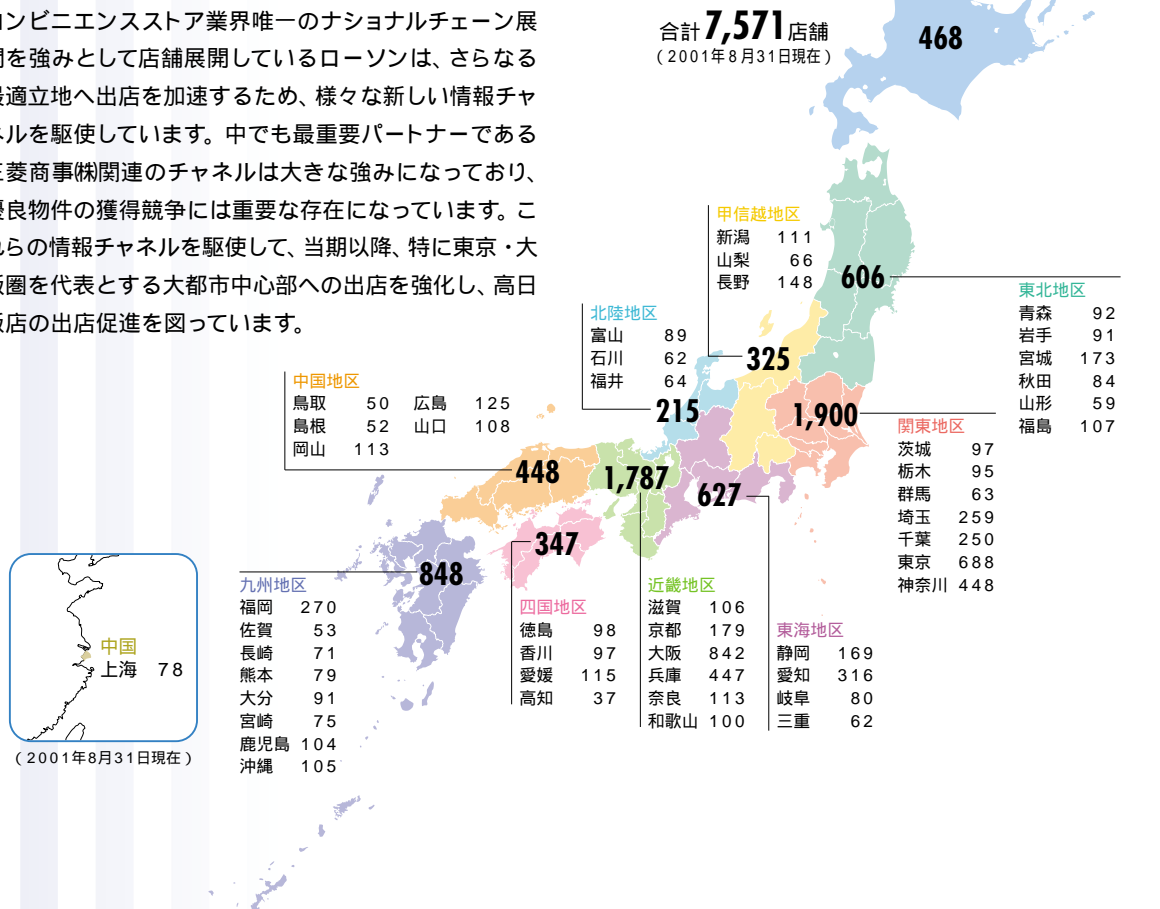 コンビニエンスストア業界唯一のナショナルチェーン展
開を強みとして店舗展開しているローソンは、さらなる
最適立地へ出店を加速するため、様々な新しい情報チャ
ネルを駆使しています。中でも最重要パートナーである
三菱商事㈱関連のチャネルは大きな強みになっており、
優良物件の獲得競争には重要な存在になっています。こ
れらの情報チャネルを駆使して、当期以降、特に東京・大
阪圏を代表とする大都市中心部への出店を強化し、高日
販店の出店促進を図っています。
合計7,571店舗
(2001年8月31日現在)
468
甲信越地区
新潟 111
山梨 66
長野 148
325
606
東北地区
青森 92
岩手 91
宮城 173
秋田 84
山形 59
福島 107
北陸地区
富山 89
石川 62
福井 64
215
1,900
関東地区
茨城 97
栃木 95
群馬 63
埼玉 259
千葉 250
東京 688
神奈川 448
中国地区
鳥取 50 広島 125
島根 52 山口 108
岡山 113
448
1,787
627
347
848
九州地区
福岡 270
佐賀 53
長崎 71
熊本 79
大分 91
宮崎 75
鹿児島 104
沖縄 105
四国地区
徳島 98
香川 97
愛媛 115
高知 37
近畿地区
滋賀 106
京都 179
大阪 842
兵庫 447
奈良 113
和歌山 100
東海地区
静岡 169
愛知 316
岐阜 80
三重 62
中国
上海 78
(2001年8月31日現在)